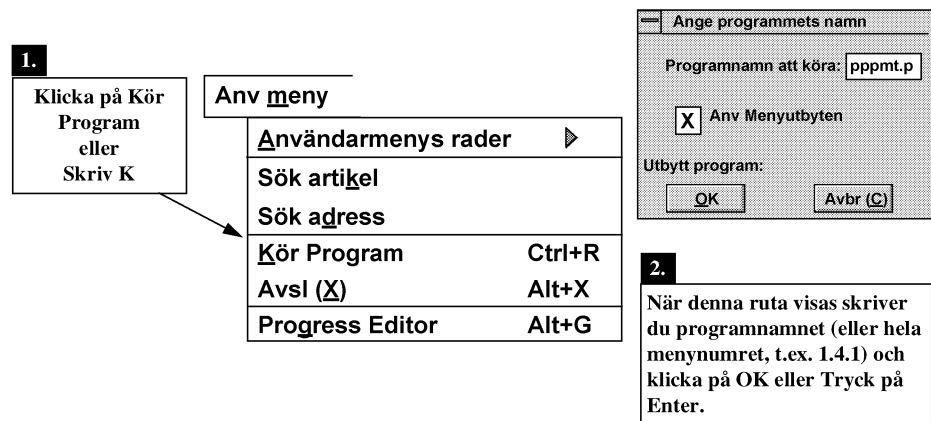 1.
Klicka på Kör
Program
eller
Skriv K
Anv meny
Användarmenys rader
Sök artikel
Sök adress
Kör Program Ctrl+R
Avsl (X) Alt+X
Progress Editor Alt+G
Ange programmets namn
Programnamn att köra: pppmt.p
X Anv Menyutbyten
Utbytt program:
OK Avbr (C)
2.
När denna ruta visas skriver
du programnamnet (eller hela
menynumret, t.ex. 1.4.1) och
klicka på OK eller Tryck på
Enter.